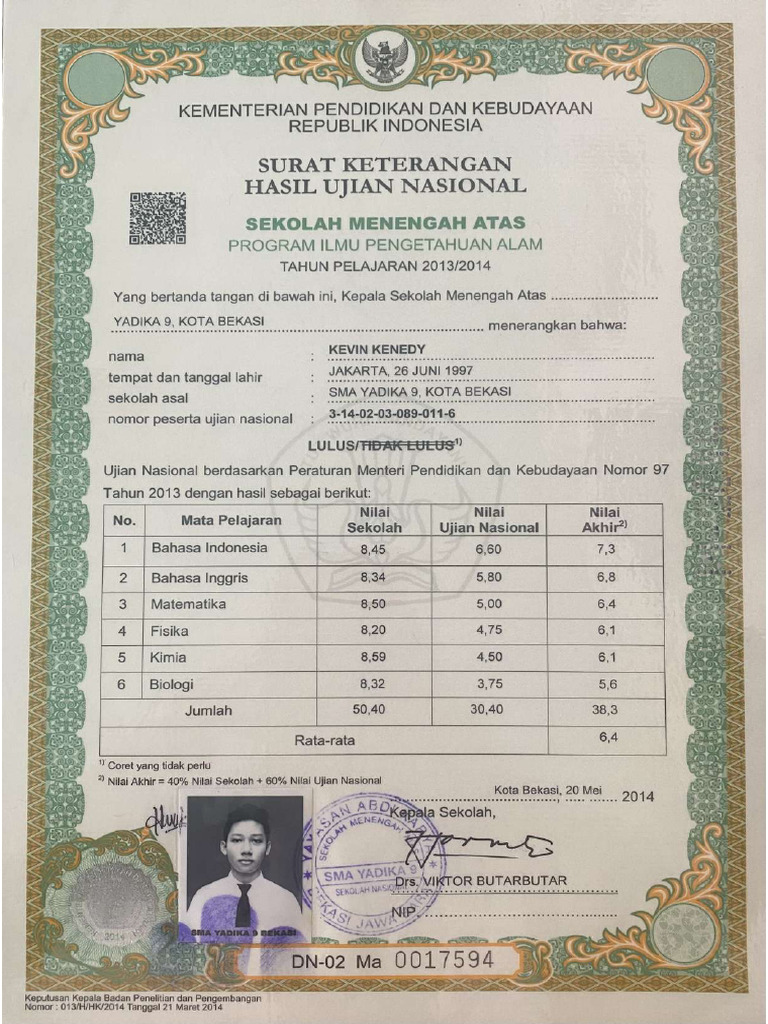 KEMENTERIAN PENDIDIKAN DAN KEBUDAYAAN
REPUBLIK INDONESIA
SURAT KETERANGAN
HASIL UJIAN NASIONAL
SEKOLAH MENENGAH ATAS
PROGRAM ILMU PENGETAHUAN ALAM
TAHUN PELAJARAN 2013/2014
Yang bertanda tangan di bawah ini, Kepala Sekolah Menengah Atas
YADIKA 9, KOTA BEKASI menerangkan bahwa:
nama : KEVIN KENEDY
tempat dan tanggal lahir : JAKARTA, 26 JUNI 1997
sekolah asal : SMA YADIKA 9, KOTA BEKASI
nomor peserta ujian nasional : 3-14-02-03-089-011-6
LULUS/TIDAK LULUS1)
Ujian Nasional berdasarkan Peraturan Menteri Pendidikan dan Kebudayaan Nomor 97
Tahun 2013 dengan hasil sebagai berikut:
No. Mata Pelajaran Nilai Sekolah Nilai Ujian Nasional Nilai Akhir2)
1 Bahasa Indonesia 8,45 6,60 7,3
2 Bahasa Inggris 8,34 5,80 6,8
3 Matematika 8,50 5,00 6,4
4 Fisika 8,20 4,75 6,1
5 Kimia 8,59 4,50 6,1
6 Biologi 8,32 3,75 5,6
Jumlah 50,40 30,40 38,3
Rata-rata 6,4
1) Coret yang tidak perlu
2) Nilai Akhir = 40% Nilai Sekolah + 60% Nilai Ujian Nasional
Kota Bekasi, 20 Mei 2014
Kepala Sekolah,
YAYASAN
SEKOLAH MENENGAH
SMA YADIKA 9
BEKASI JAWA
Drs. VIKTOR BUTARBUTAR
NIP
SMA YADIKA 9 BEKASI
2014
DN-02 Ma 0017594
Keputusan Kepala Badan Penelitian dan Pengembangan
Nomor : 013/H/HK/2014 Tanggal 21 Maret 2014